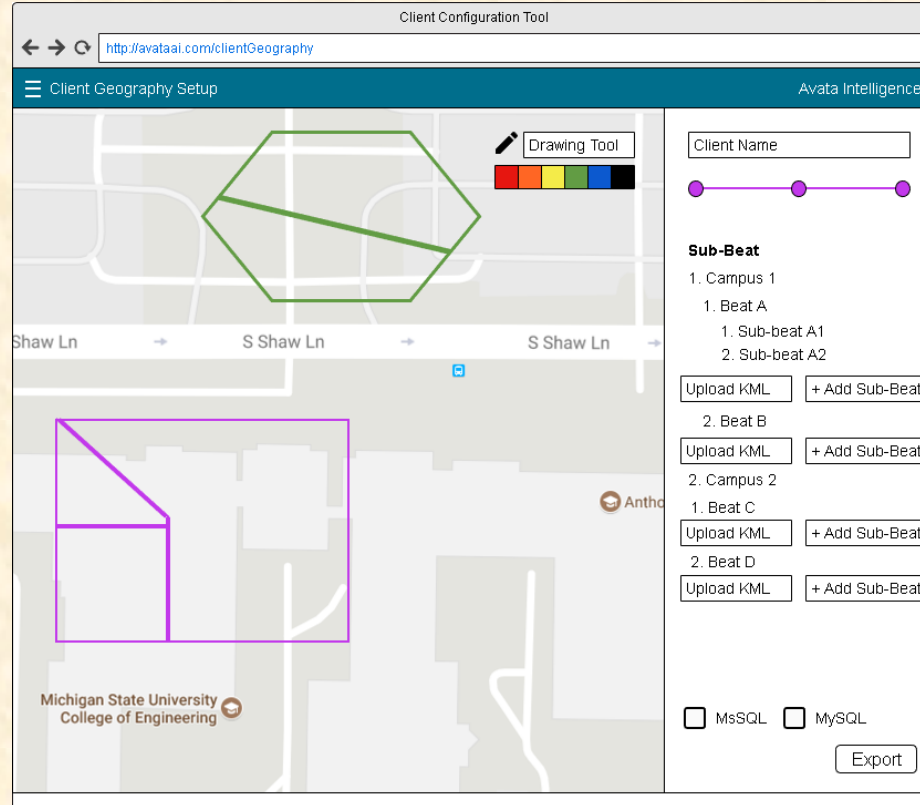 Client Configuration Tool
http://avataai.com/clientGeography
Client Geography Setup
Avata Intelligence
Drawing Tool
Client Name
Sub-Beat
1. Campus 1
1. Beat A
1. Sub-beat A1
2. Sub-beat A2
Upload KML
+ Add Sub-Beat
2. Beat B
Upload KML
+ Add Sub-Beat
2. Campus 2
1. Beat C
Upload KML
+ Add Sub-Beat
2. Beat D
Upload KML
+ Add Sub-Beat
MsSQL
MySQL
Export
Shaw Ln
S Shaw Ln
S Shaw Ln
Antho
Michigan State University
College of Engineering